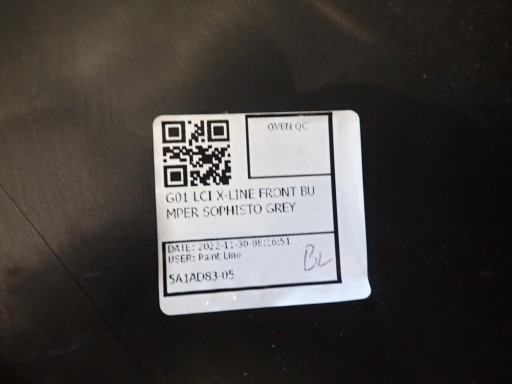 OVEN QC
G01 LCI X-LINE FRONT BU
MPER SOPHISTO GREY
DATE: 2022-11-30 08:16:51
USER: Paint Line
5A1AD83-05
BL